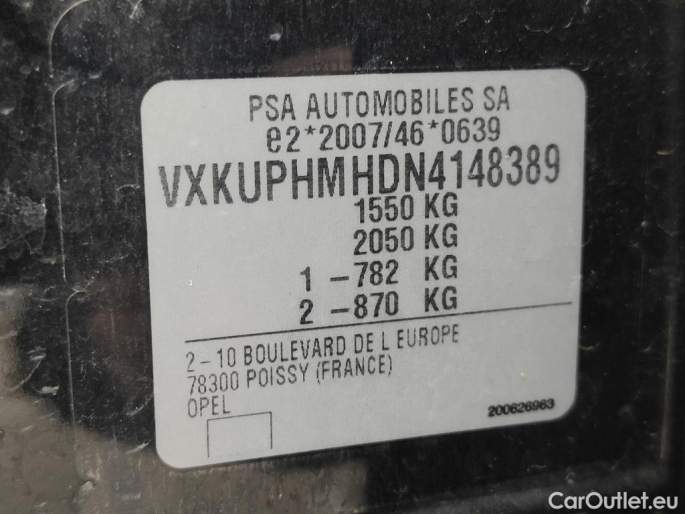 PSA AUTOMOBILES SA
e2*2007/46*0639
VXKUPHMHDN4148389
1550 KG
2050 KG
1 -782 KG
2 -870 KG
2-10 BOULEVARD DE L EUROPE
78300 POISSY (FRANCE)
OPEL
200626963
CarOutlet.eu